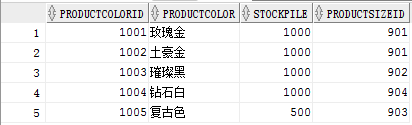 PRODUCTCOLORID PRODUCTCOLOR STOCKPILE PRODUCTSIZEID
1 1001 玫瑰金 1000 901
2 1002 土豪金 1000 901
3 1003 璀璨黑 1000 902
4 1004 钻石白 1000 904
5 1005 复古色 500 903